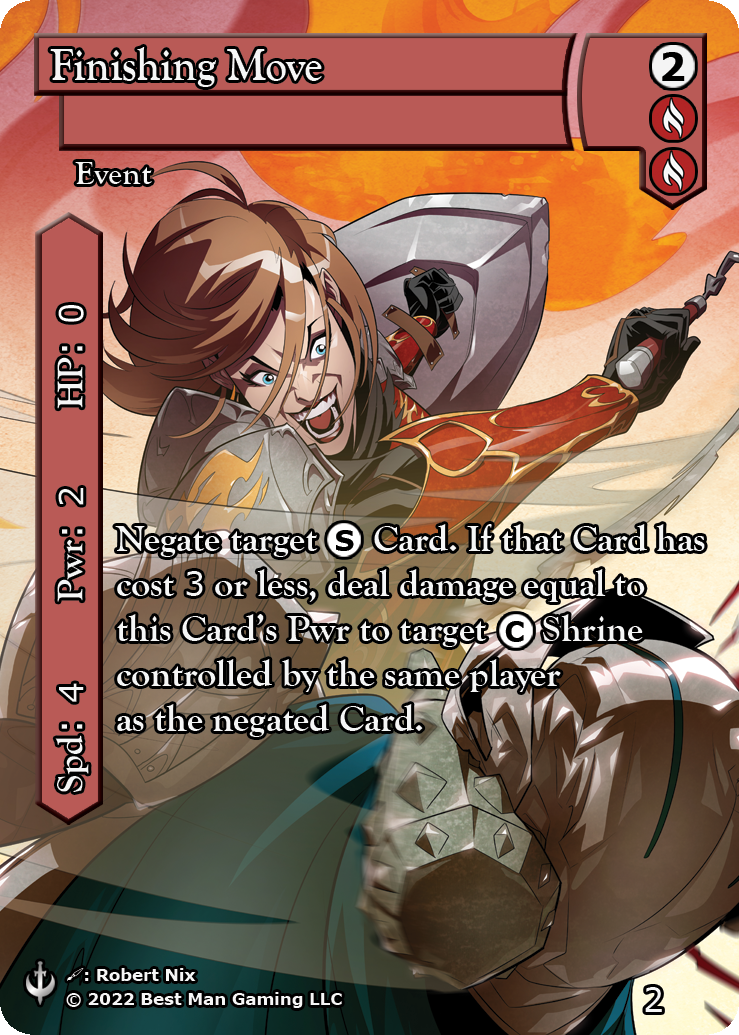 Finishing Move
2
Event
HP: 0
Pwr: 2
Spd: 4
Negate target S Card. If that Card has
cost 3 or less, deal damage equal to
this Card's Pwr to target C Shrine
controlled by the same player
as the negated Card.
: Robert Nix
© 2022 Best Man Gaming LLC
2